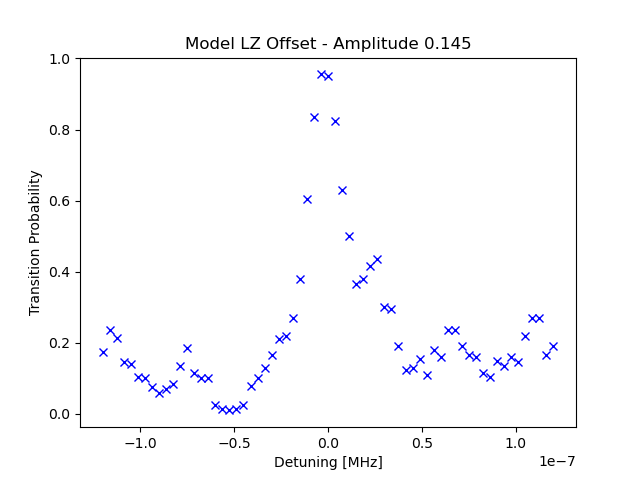 Model LZ Offset - Amplitude 0.145
Transition Probability
1.0
0.8
0.6
0.4
0.2
0.0
−1.0 −0.5 0.0 0.5 1.0
1e−7
Detuning [MHz]